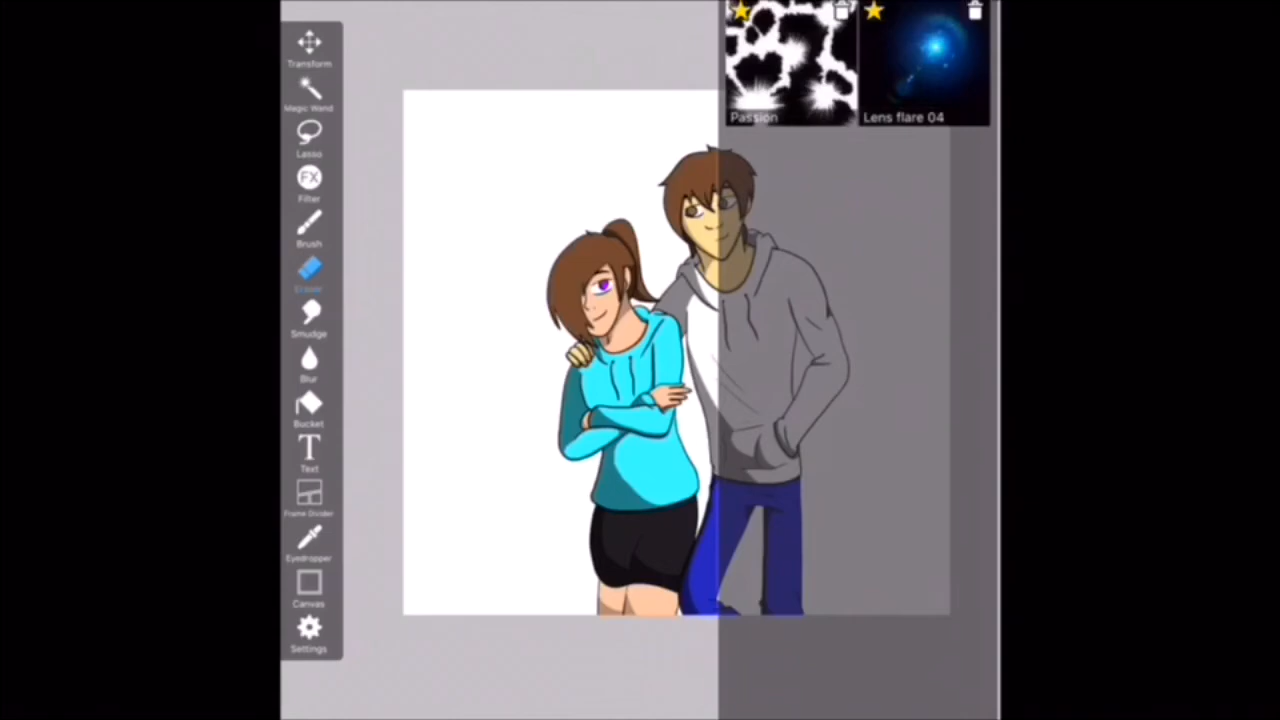 Transform
Magic Wand
Lasso
FX
Filter
Brush
Eraser
Smudge
Blur
Bucket
T
Text
Frame Divider
Eyedropper
Canvas
Settings
Passion
Lens flare 04